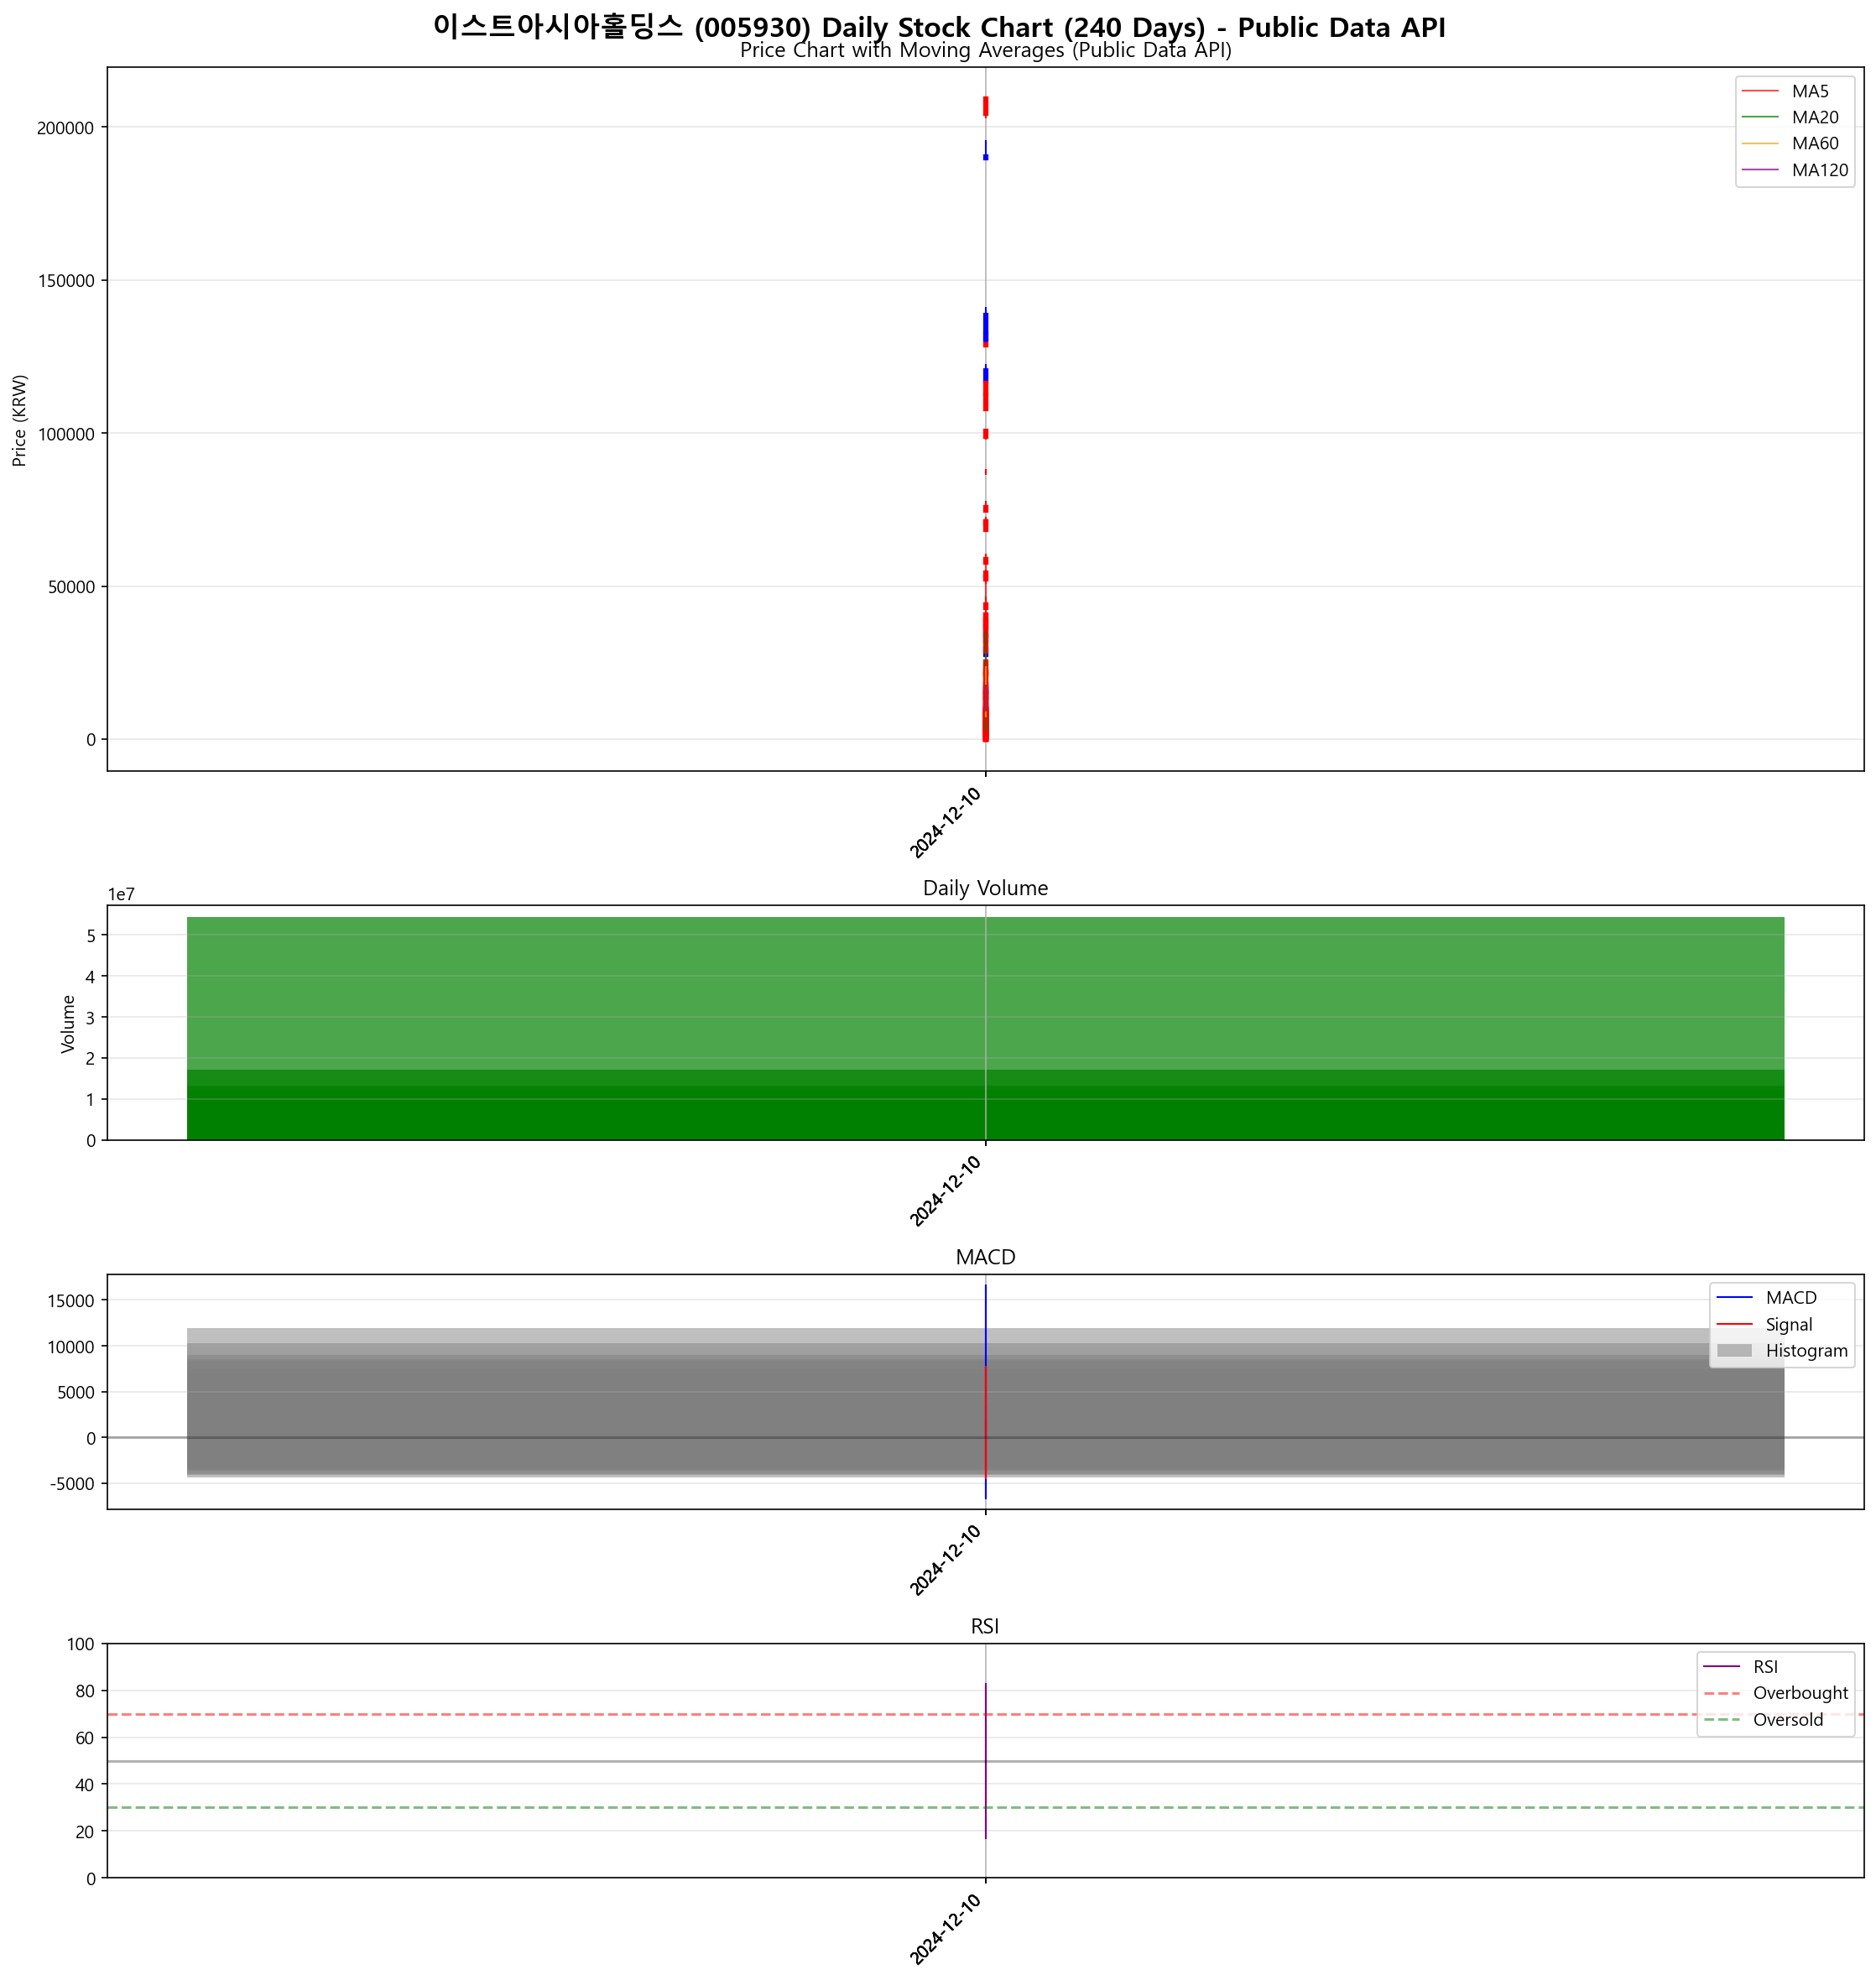 이스트아시아홀딩스 (005930) Daily Stock Chart (240 Days) - Public Data API
Price Chart with Moving Averages (Public Data API)
MA5
MA20
MA60
MA120
200000
150000
100000
50000
0
Price (KRW)
2024-12-10
Daily Volume
1e7
5
4
3
2
1
0
Volume
2024-12-10
MACD
MACD
Signal
Histogram
15000
10000
5000
0
-5000
2024-12-10
RSI
RSI
Overbought
Oversold
100
80
60
40
20
0
2024-12-10